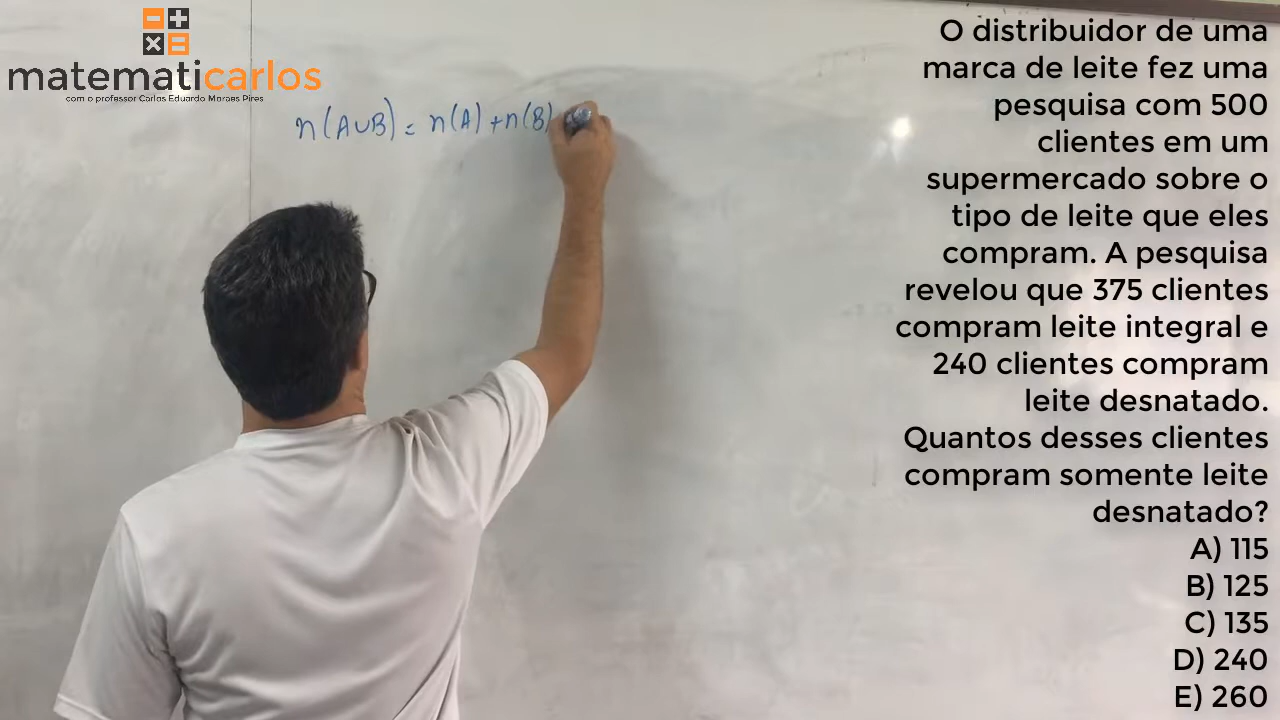 matematicarlos
com o professor Carlos Eduardo Moraes Pires
n(A∪B) = n(A) + n(B)
O distribuidor de uma
marca de leite fez uma
pesquisa com 500
clientes em um
supermercado sobre o
tipo de leite que eles
compram. A pesquisa
revelou que 375 clientes
compram leite integral e
240 clientes compram
leite desnatado.
Quantos desses clientes
compram somente leite
desnatado?
A) 115
B) 125
C) 135
D) 240
E) 260